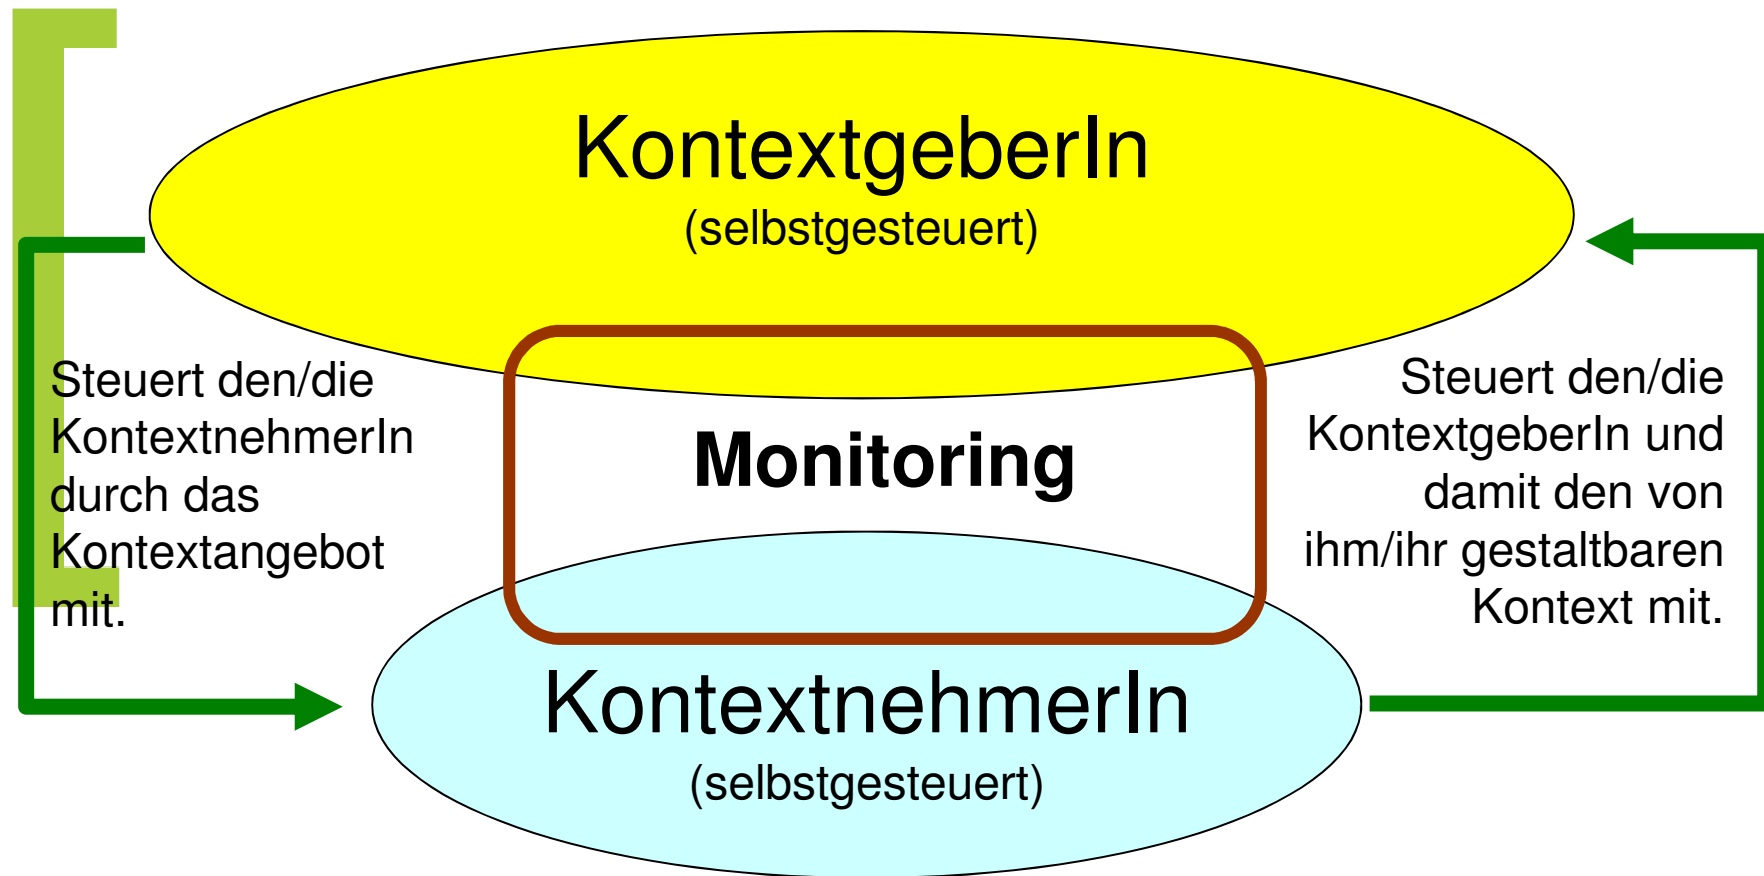 KontextgeberIn
(selbstgesteuert)
Steuert den/die
KontextnehmerIn
durch das
Kontextangebot
mit.
Monitoring
Steuert den/die
KontextgeberIn und
damit den von
ihm/ihr gestaltbaren
Kontext mit.
KontextnehmerIn
(selbstgesteuert)